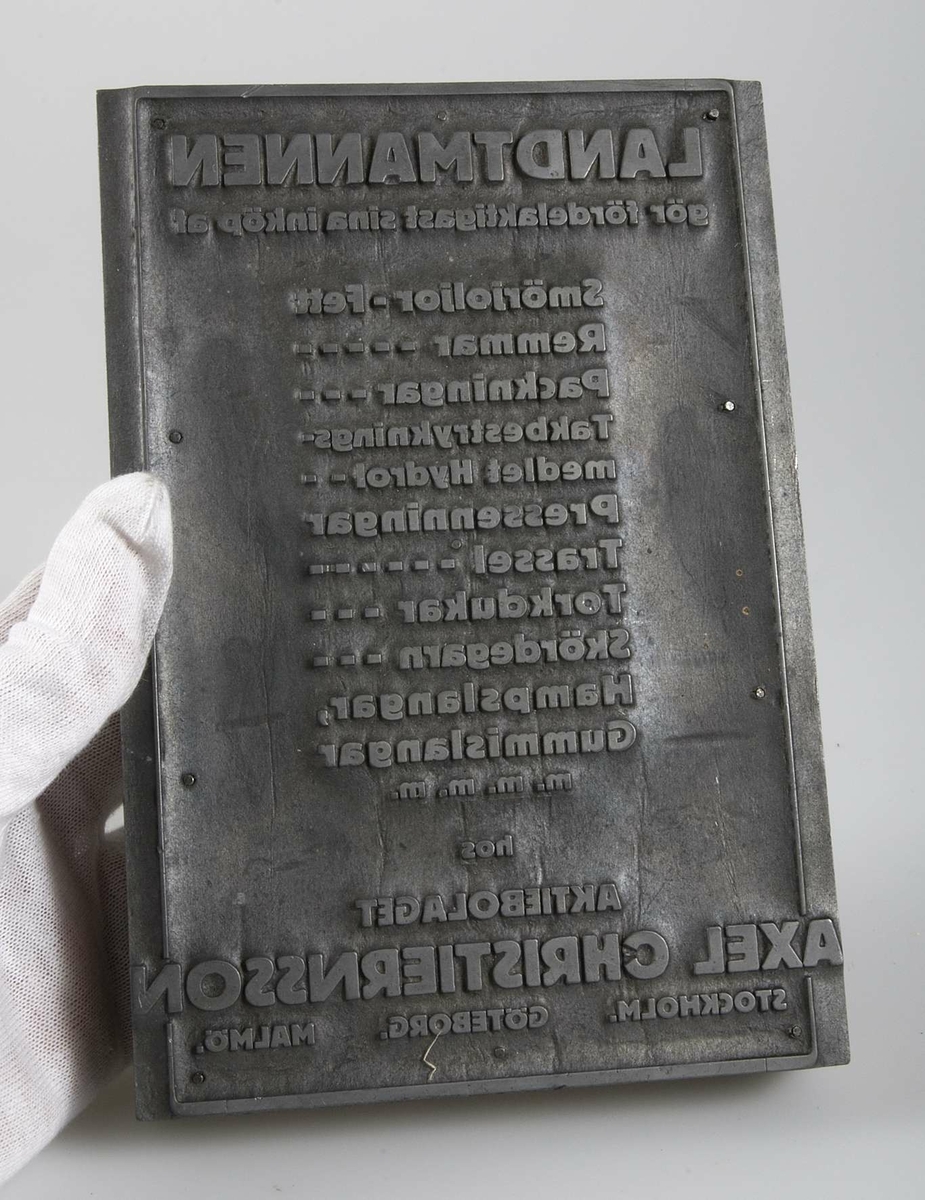 LANDTMANNEN
gör fördelaktigast sina inköp af
Smörjoljor - Fett
Remmar - - - - -
Packningar - - -
Takbestryknings-
medlet Hydrol - -
Pressenningar
Trassel - - - - - -
Torkdukar - - -
Skördegarn - - -
Hampslangar,
Gummislangar
m. m. m. m.
hos
AKTIEBOLAGET
AXEL CHRISTIERNSSON
STOCKHOLM. GÖTEBORG. MALMÖ.